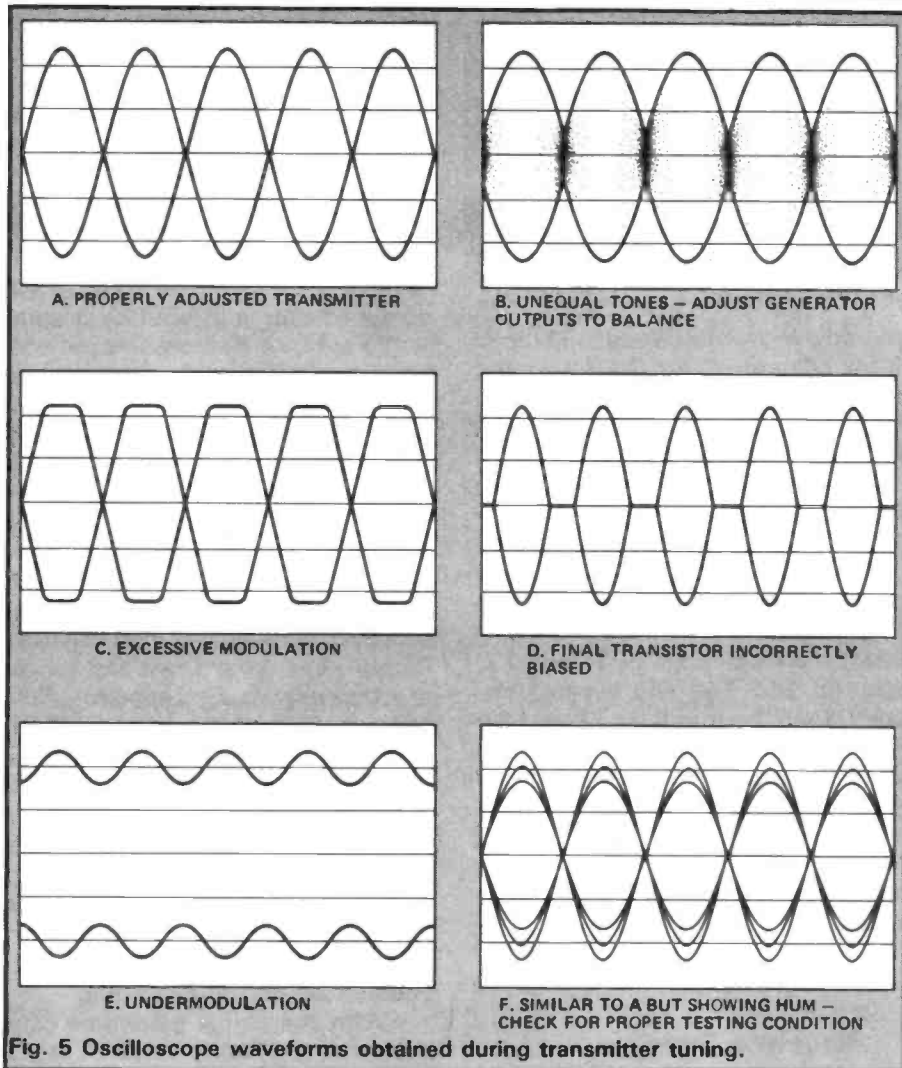 A. PROPERLY ADJUSTED TRANSMITTER
B. UNEQUAL TONES – ADJUST GENERATOR
OUTPUTS TO BALANCE
C. EXCESSIVE MODULATION
D. FINAL TRANSISTOR INCORRECTLY
BIASED
E. UNDERMODULATION
F. SIMILAR TO A BUT SHOWING HUM –
CHECK FOR PROPER TESTING CONDITION
Fig. 5 Oscilloscope waveforms obtained during transmitter tuning.